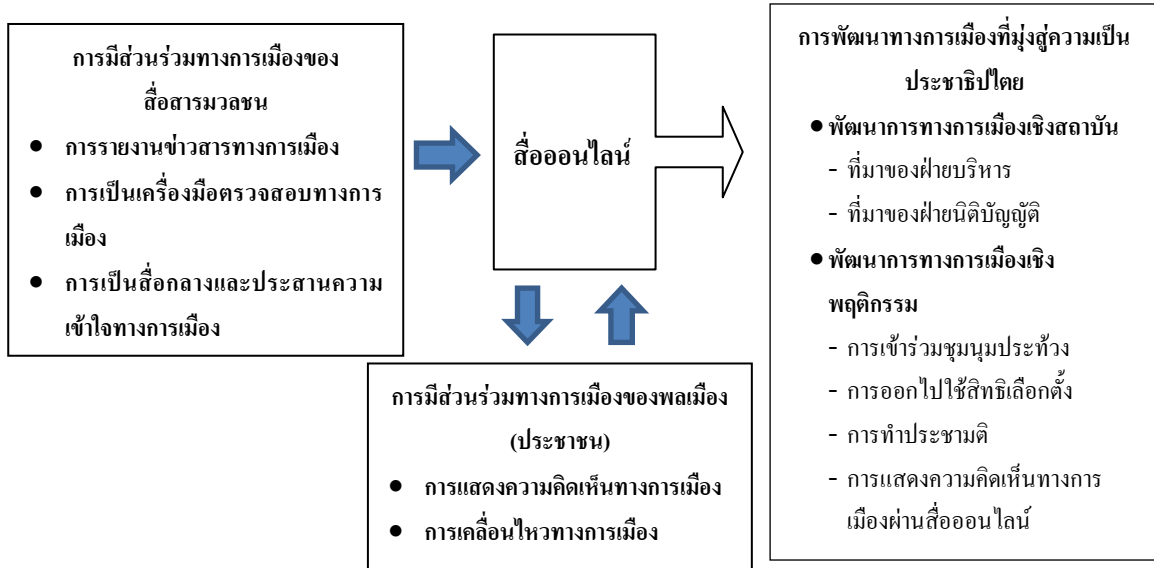 การมีส่วนร่วมทางการเมืองของ
สื่อสารมวลชน
● การรายงานข่าวสารทางการเมือง
● การเป็นเครื่องมือตรวจสอบทางการ
เมือง
● การเป็นสื่อกลางและประสานความ
เข้าใจทางการเมือง
สื่อออนไลน์
การมีส่วนร่วมทางการเมืองของพลเมือง
(ประชาชน)
● การแสดงความคิดเห็นทางการเมือง
● การเคลื่อนไหวทางการเมือง
การพัฒนาทางการเมืองที่มุ่งสู่ความเป็น
ประชาธิปไตย
● พัฒนาการทางการเมืองเชิงสถาบัน
- ที่มาของฝ่ายบริหาร
- ที่มาของฝ่ายนิติบัญญัติ
● พัฒนาการทางการเมืองเชิง
พฤติกรรม
- การเข้าร่วมชุมนุมประท้วง
- การออกไปใช้สิทธิเลือกตั้ง
- การทำประชามติ
- การแสดงความคิดเห็นทางการ
เมืองผ่านสื่อออนไลน์